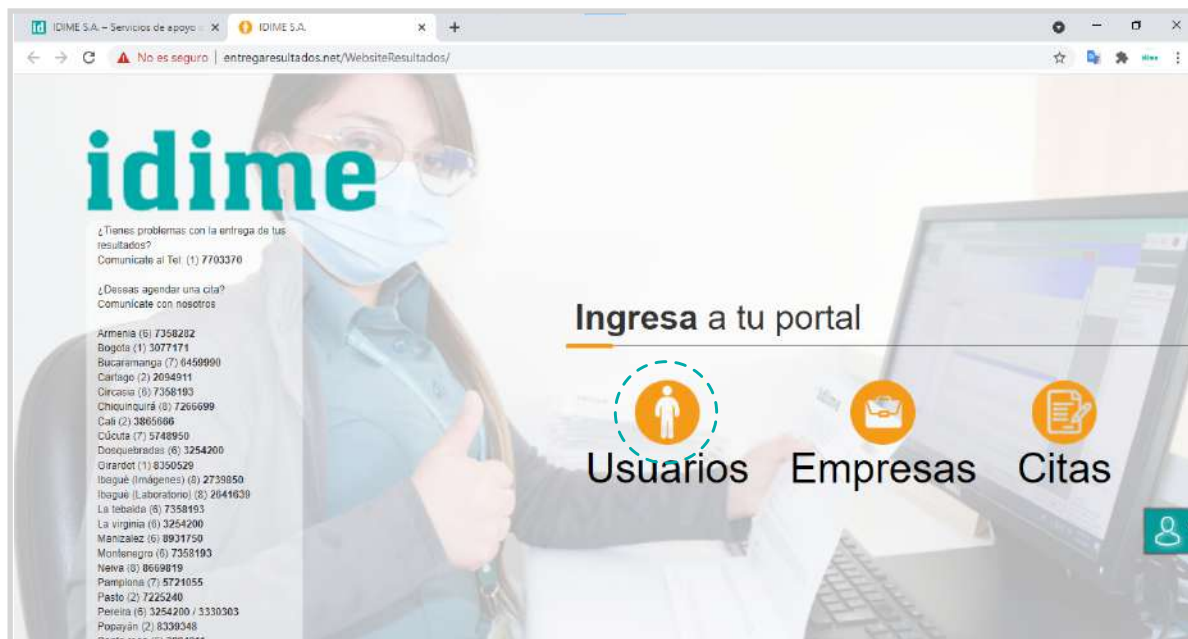 IDIME S.A. – Servicios de apoyo
IDIME S.A.
No es seguro | entregaresultados.net/WebsiteResultados/
idime
¿Tienes problemas con la entrega de tus
resultados?
Comunícate al Tel: (1) 7703370
¿Deseas agendar una cita?
Comunícate con nosotros
Armenia (6) 7358282
Bogota (1) 3077171
Bucaramanga (7) 6459990
Cartago (2) 2094911
Circasia (6) 7358193
Chiquinquirá (8) 7266699
Cali (2) 3865666
Cúcuta (7) 5748950
Dosquebradas (6) 3254200
Girardot (1) 8350529
Ibagué (Imágenes) (8) 2739850
Ibagué (Laboratorio) (8) 2641639
La tebaida (6) 7358193
La virginia (6) 3254200
Manizalez (6) 8931750
Montenegro (6) 7358193
Neiva (8) 8669819
Pamplona (7) 5721055
Pasto (2) 7225240
Pereira (6) 3254200 / 3330303
Popayán (2) 8339348
Ingresa a tu portal
Usuarios
Empresas
Citas